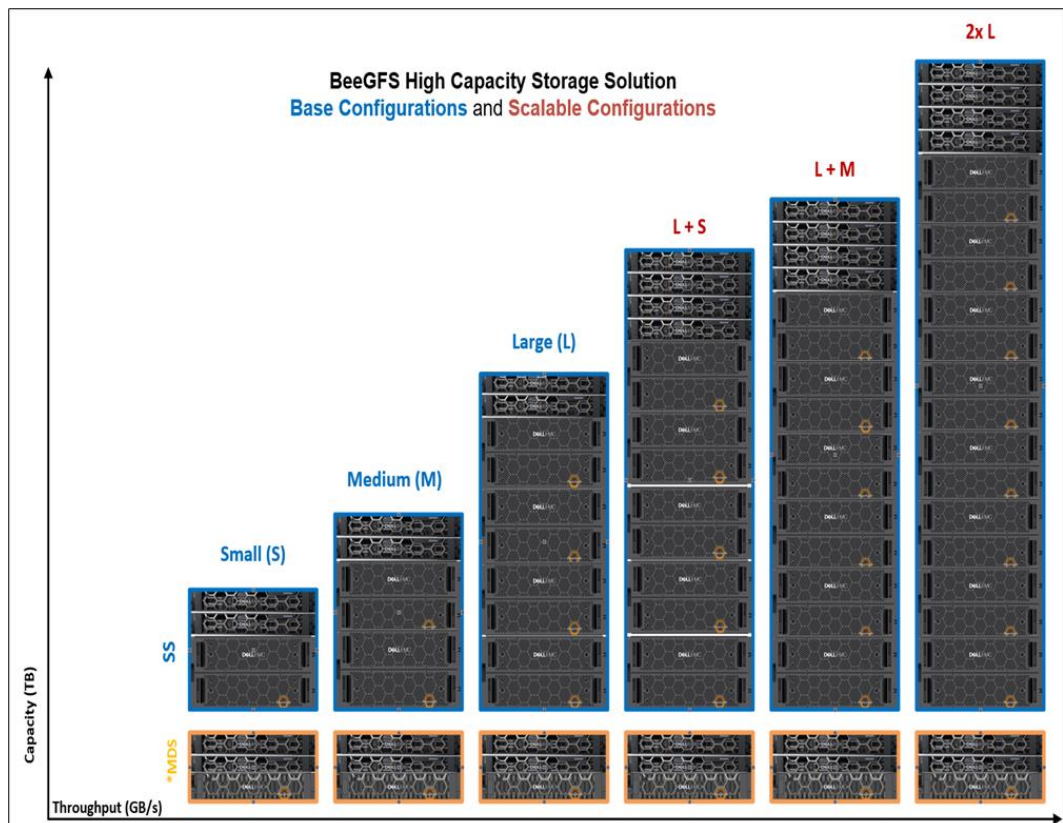 2x L
BeeGFS High Capacity Storage Solution
Base Configurations and Scalable Configurations
L + M
L + S
Large (L)
Medium (M)
Small (S)
SS
Capacity (TB)
*MDS
Throughput (GB/s)